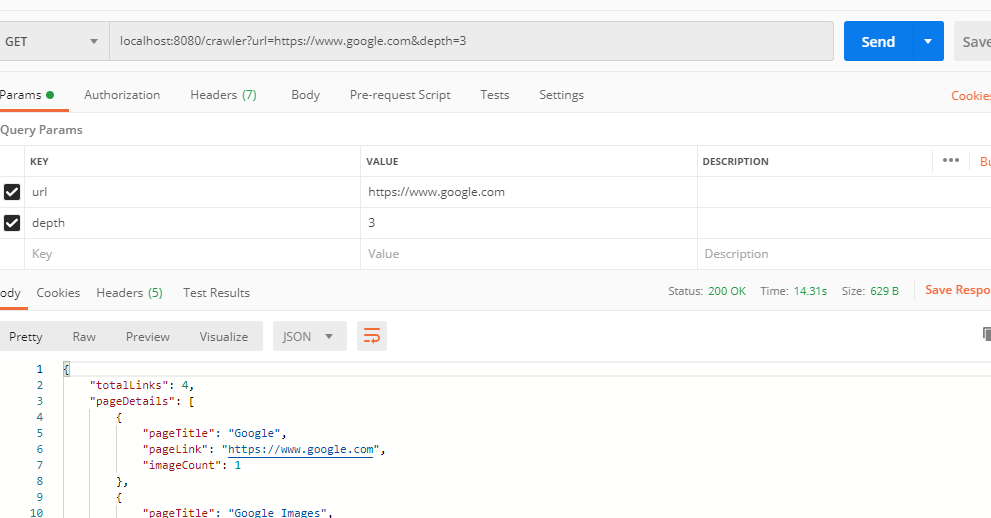 GET localhost:8080/crawler?url=https://www.google.com&depth=3 Send Save
Params Authorization Headers (7) Body Pre-request Script Tests Settings Cookies
Query Params
KEY VALUE DESCRIPTION ••• Bu
url https://www.google.com
depth 3
Key Value Description
ody Cookies Headers (5) Test Results Status: 200 OK Time: 14.31s Size: 629 B Save Respo
Pretty Raw Preview Visualize JSON
1 {
2 "totalLinks": 4,
3 "pageDetails": [
4 {
5 "pageTitle": "Google",
6 "pageLink": "https://www.google.com",
7 "imageCount": 1
8 },
9 {
10 "pageTitle": "Google Images",